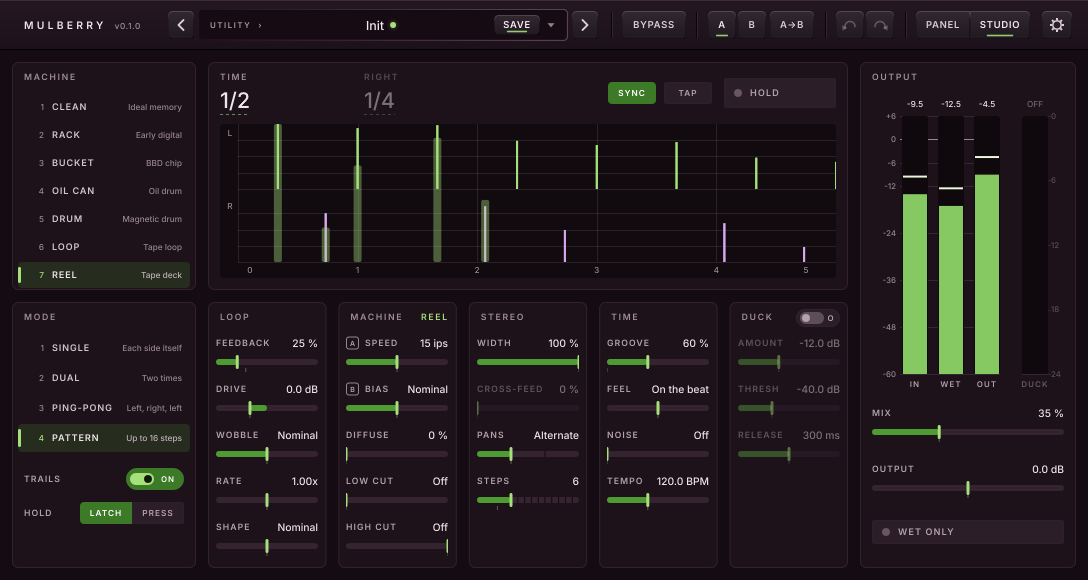 MULBERRY v0.1.0 UTILITY › Init SAVE BYPASS A B A→B PANEL STUDIO
MACHINE
1 CLEAN Ideal memory
2 RACK Early digital
3 BUCKET BBD chip
4 OIL CAN Oil drum
5 DRUM Magnetic drum
6 LOOP Tape loop
7 REEL Tape deck
TIME RIGHT
1/2 1/4 SYNC TAP HOLD
L
R
0 1 2 3 4 5
OUTPUT
-9.5 -12.5 -4.5 OFF
+6 0
0
-6 -6
-12
-24 -12
-36 -18
-48
-60 -24
IN WET OUT DUCK
MIX 35 %
OUTPUT 0.0 dB
WET ONLY
MODE
1 SINGLE Each side itself
2 DUAL Two times
3 PING-PONG Left, right, left
4 PATTERN Up to 16 steps
TRAILS ON
HOLD LATCH PRESS
LOOP
FEEDBACK 25 %
DRIVE 0.0 dB
WOBBLE Nominal
RATE 1.00x
SHAPE Nominal
MACHINE REEL
A SPEED 15 ips
B BIAS Nominal
DIFFUSE 0 %
LOW CUT Off
HIGH CUT Off
STEREO
WIDTH 100 %
CROSS-FEED 0 %
PANS Alternate
STEPS 6
TIME
GROOVE 60 %
FEEL On the beat
NOISE Off
TEMPO 120.0 BPM
DUCK O
AMOUNT -12.0 dB
THRESH -40.0 dB
RELEASE 300 ms